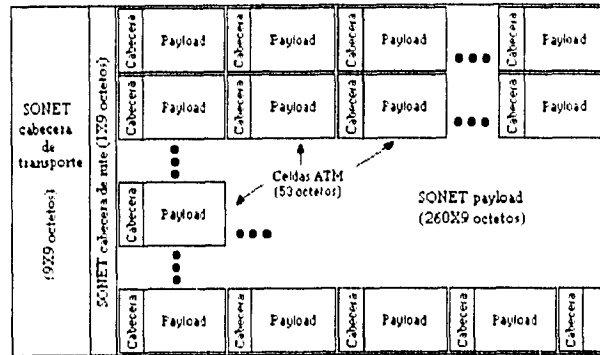 SONET
cabecera
de
transporte
(9X9 octetos)
SONET cabecera de rute (1X9 octetos)
Cabecera Payload Cabecera Payload Cabecera Payload Cabecera Payload
Cabecera Payload Cabecera Payload Cabecera Payload Cabecera Payload
Celdas ATM
(53 octetos)
Cabecera Payload
SONET payload
(260X9 octetos)
Cabecera Payload Cabecera Payload Cabecera Payload Cabecera Payload Cabecera